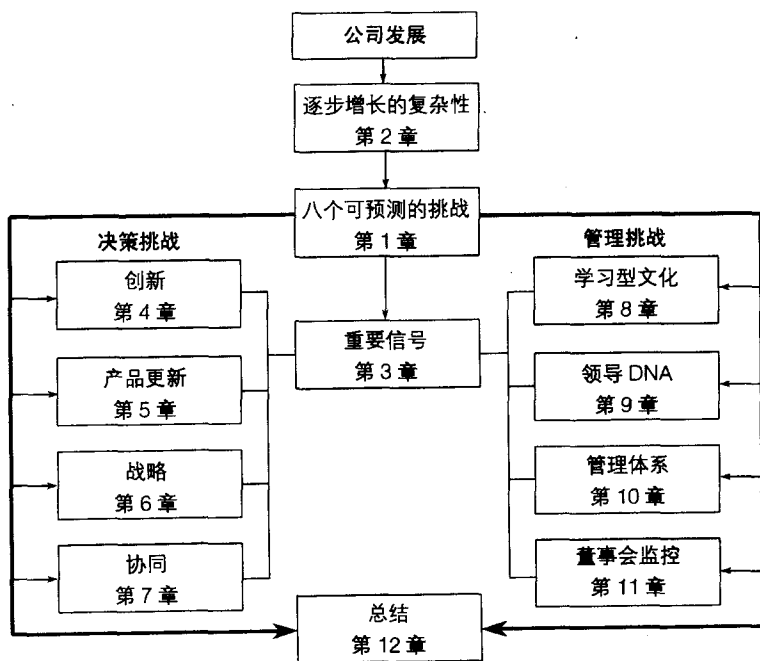 公司发展
逐步增长的复杂性
第 2 章
八个可预测的挑战
第 1 章
决策挑战
管理挑战
创新
第 4 章
学习型文化
第 8 章
重要信号
第 3 章
产品更新
第 5 章
领导 DNA
第 9 章
战略
第 6 章
管理体系
第 10 章
协同
第 7 章
董事会监控
第 11 章
总结
第 12 章